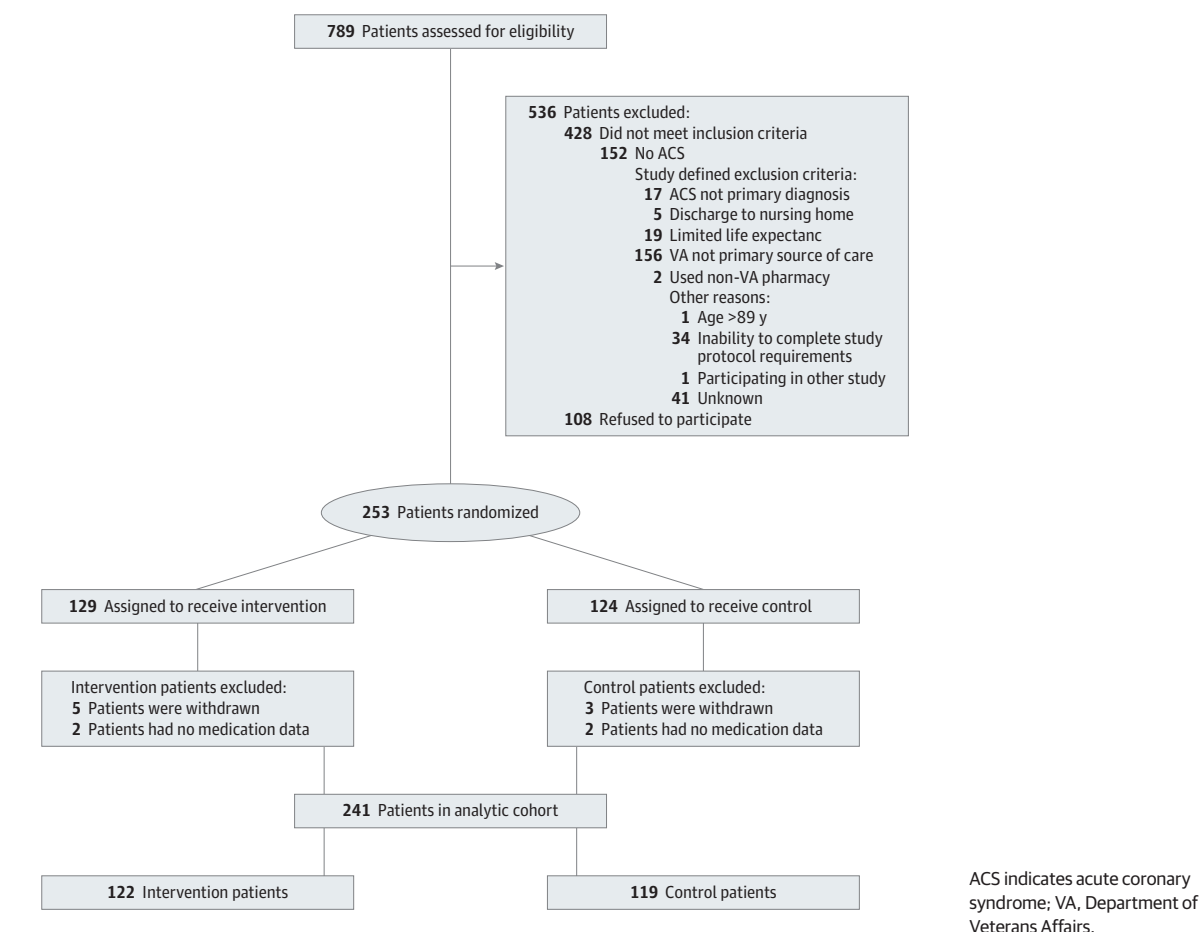 789 Patients assessed for eligibility
536 Patients excluded:
428 Did not meet inclusion criteria
152 No ACS
Study defined exclusion criteria:
17 ACS not primary diagnosis
5 Discharge to nursing home
19 Limited life expectanc
156 VA not primary source of care
2 Used non-VA pharmacy
Other reasons:
1 Age >89 y
34 Inability to complete study
protocol requirements
1 Participating in other study
41 Unknown
108 Refused to participate
253 Patients randomized
129 Assigned to receive intervention
124 Assigned to receive control
Intervention patients excluded:
5 Patients were withdrawn
2 Patients had no medication data
Control patients excluded:
3 Patients were withdrawn
2 Patients had no medication data
241 Patients in analytic cohort
122 Intervention patients
119 Control patients
ACS indicates acute coronary
syndrome; VA, Department of
Veterans Affairs.